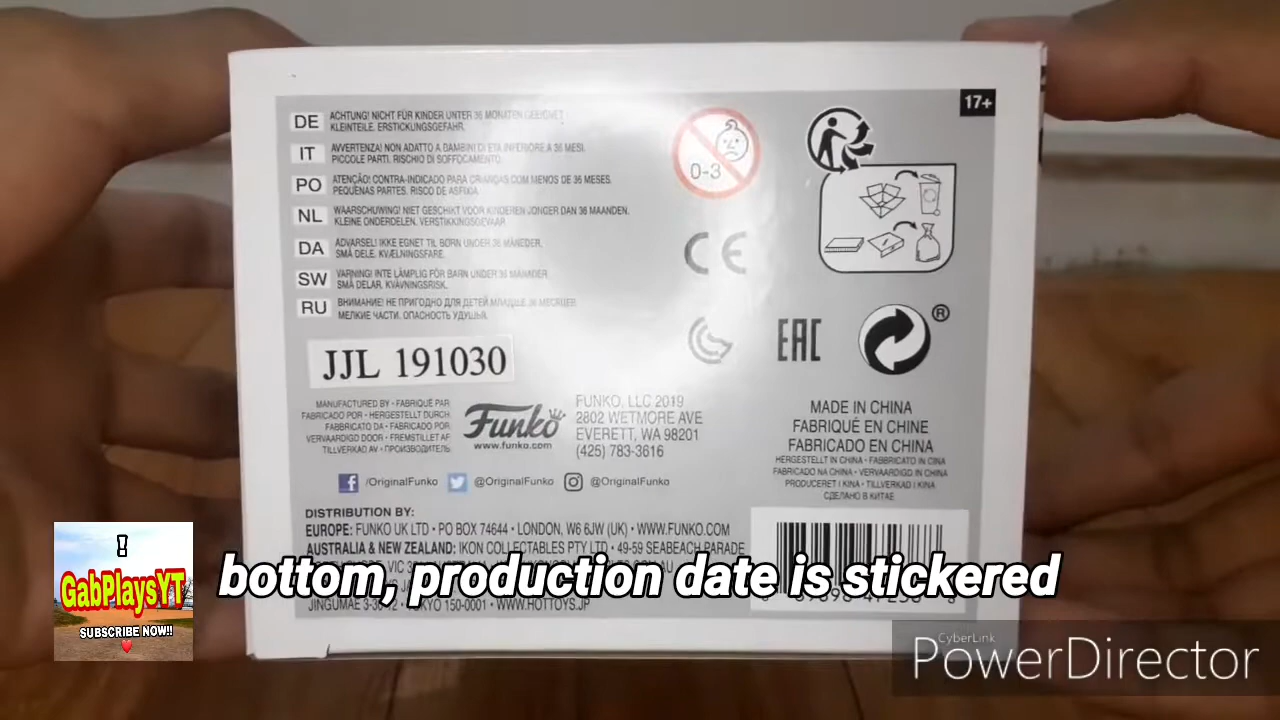 17+
DE ACHTUNG! NICHT FÜR KINDER UNTER 36 MONATEN GEEIGNET.
KLEINTEILE. ERSTICKUNGSGEFAHR.
IT AVVERTENZA! NON ADATTO A BAMBINI DI ETA INFERIORE A 36 MESI.
PICCOLE PARTI. RISCHIO DI SOFFOCAMENTO.
PO ATENÇÃO! CONTRA-INDICADO PARA CRIANÇAS COM MENOS DE 36 MESES.
PEQUENAS PARTES. RISCO DE ASFIXIA.
NL WAARSCHUWING! NIET GESCHIKT VOOR KINDEREN JONGER DAN 36 MAANDEN.
KLEINE ONDERDELEN. VERSTIKKINGSGEVAAR.
DA ADVARSEL! IKKE EGNET TIL BØRN UNDER 36 MÅNEDER.
SMÅ DELE. KVÆLNINGSFARE.
SW VARNING! INTE LÄMPLIG FÖR BARN UNDER 36 MÅNADER.
SMÅ DELAR. KVÄVNINGSRISK.
RU ВНИМАНИЕ! НЕ ПРИГОДНО ДЛЯ ДЕТЕЙ МЛАДШЕ 36 МЕСЯЦЕВ.
МЕЛКИЕ ЧАСТИ. ОПАСНОСТЬ УДУШЬЯ.
0-3
CE
EAC
®
JJL 191030
MANUFACTURED BY • FABRIQUÉ PAR
FABRICADO POR • HERGESTELLT DURCH
FABBRICATO DA • FABRICADO POR
VERVAARDIGD DOOR • FREMSTILLET AF
TILLVERKAD AV • ПРОИЗВОДИТЕЛЬ
Funko
www.funko.com
FUNKO, LLC 2019
2802 WETMORE AVE
EVERETT, WA 98201
(425) 783-3616
MADE IN CHINA
FABRIQUÉ EN CHINE
FABRICADO EN CHINA
HERGESTELLT IN CHINA • FABBRICATO IN CINA
FABRICADO NA CHINA • VERVAARDIGD IN CHINA
PRODUCERET I KINA • TILLVERKAD I KINA
СДЕЛАНО В КИТАЕ
/OriginalFunko @OriginalFunko @OriginalFunko
DISTRIBUTION BY:
EUROPE: FUNKO UK LTD • PO BOX 74644 • LONDON, W6 6JW (UK) • WWW.FUNKO.COM
AUSTRALIA & NEW ZEALAND: IKON COLLECTABLES PTY LTD • 49-59 SEABEACH PARADE
TOKYO 150-0001 • WWW.HOTTOYS.JP
bottom, production date is stickered
!
GabPlaysYT
SUBSCRIBE NOW!!
CyberLink
PowerDirector